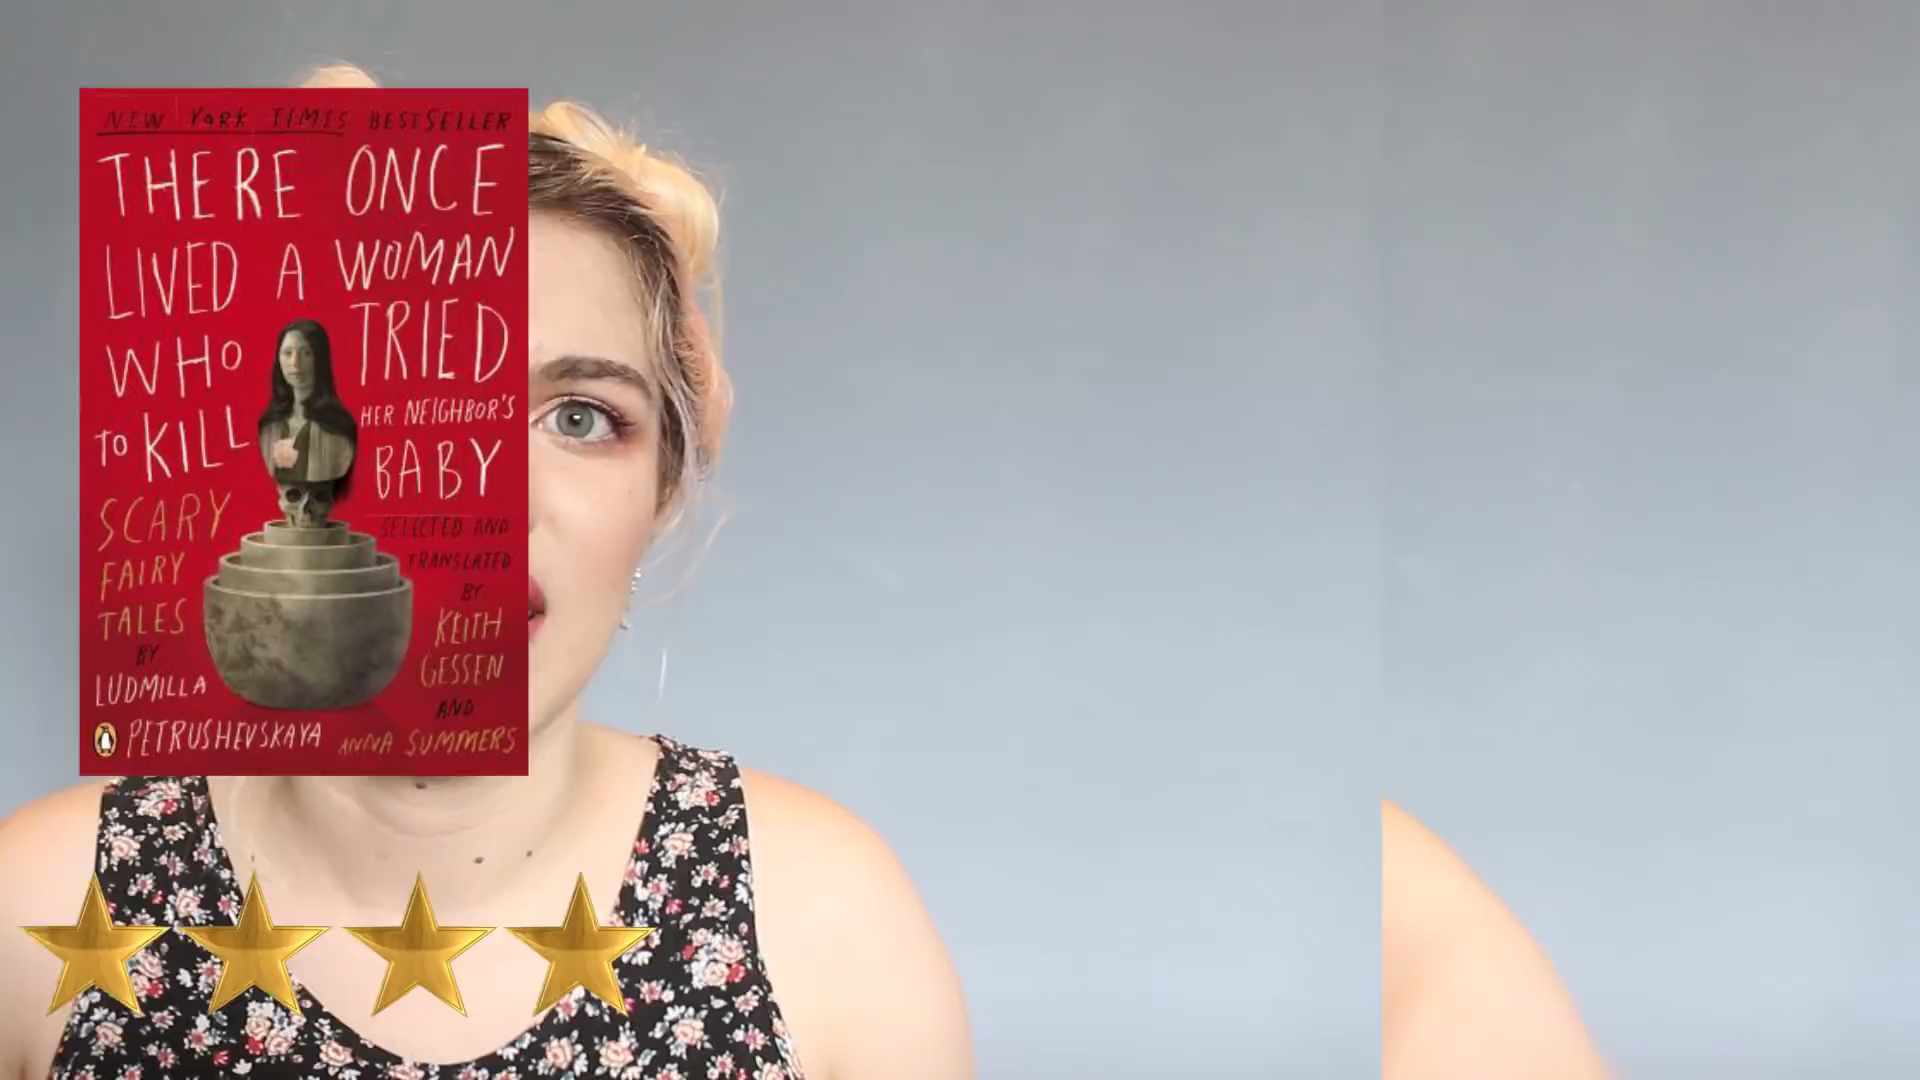 NEW YORK TIMES BESTSELLER
THERE ONCE
LIVED A WOMAN
WHO TRIED
TO KILL HER NEIGHBOR'S
BABY
SCARY
FAIRY
TALES
BY
LUDMILLA
PETRUSHEVSKAYA
SELECTED AND
TRANSLATED
BY
KEITH
GESSEN
AND
ANNA SUMMERS